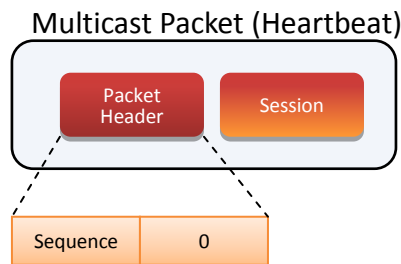 Multicast Packet (Heartbeat)
Packet
Header
Session
Sequence
0